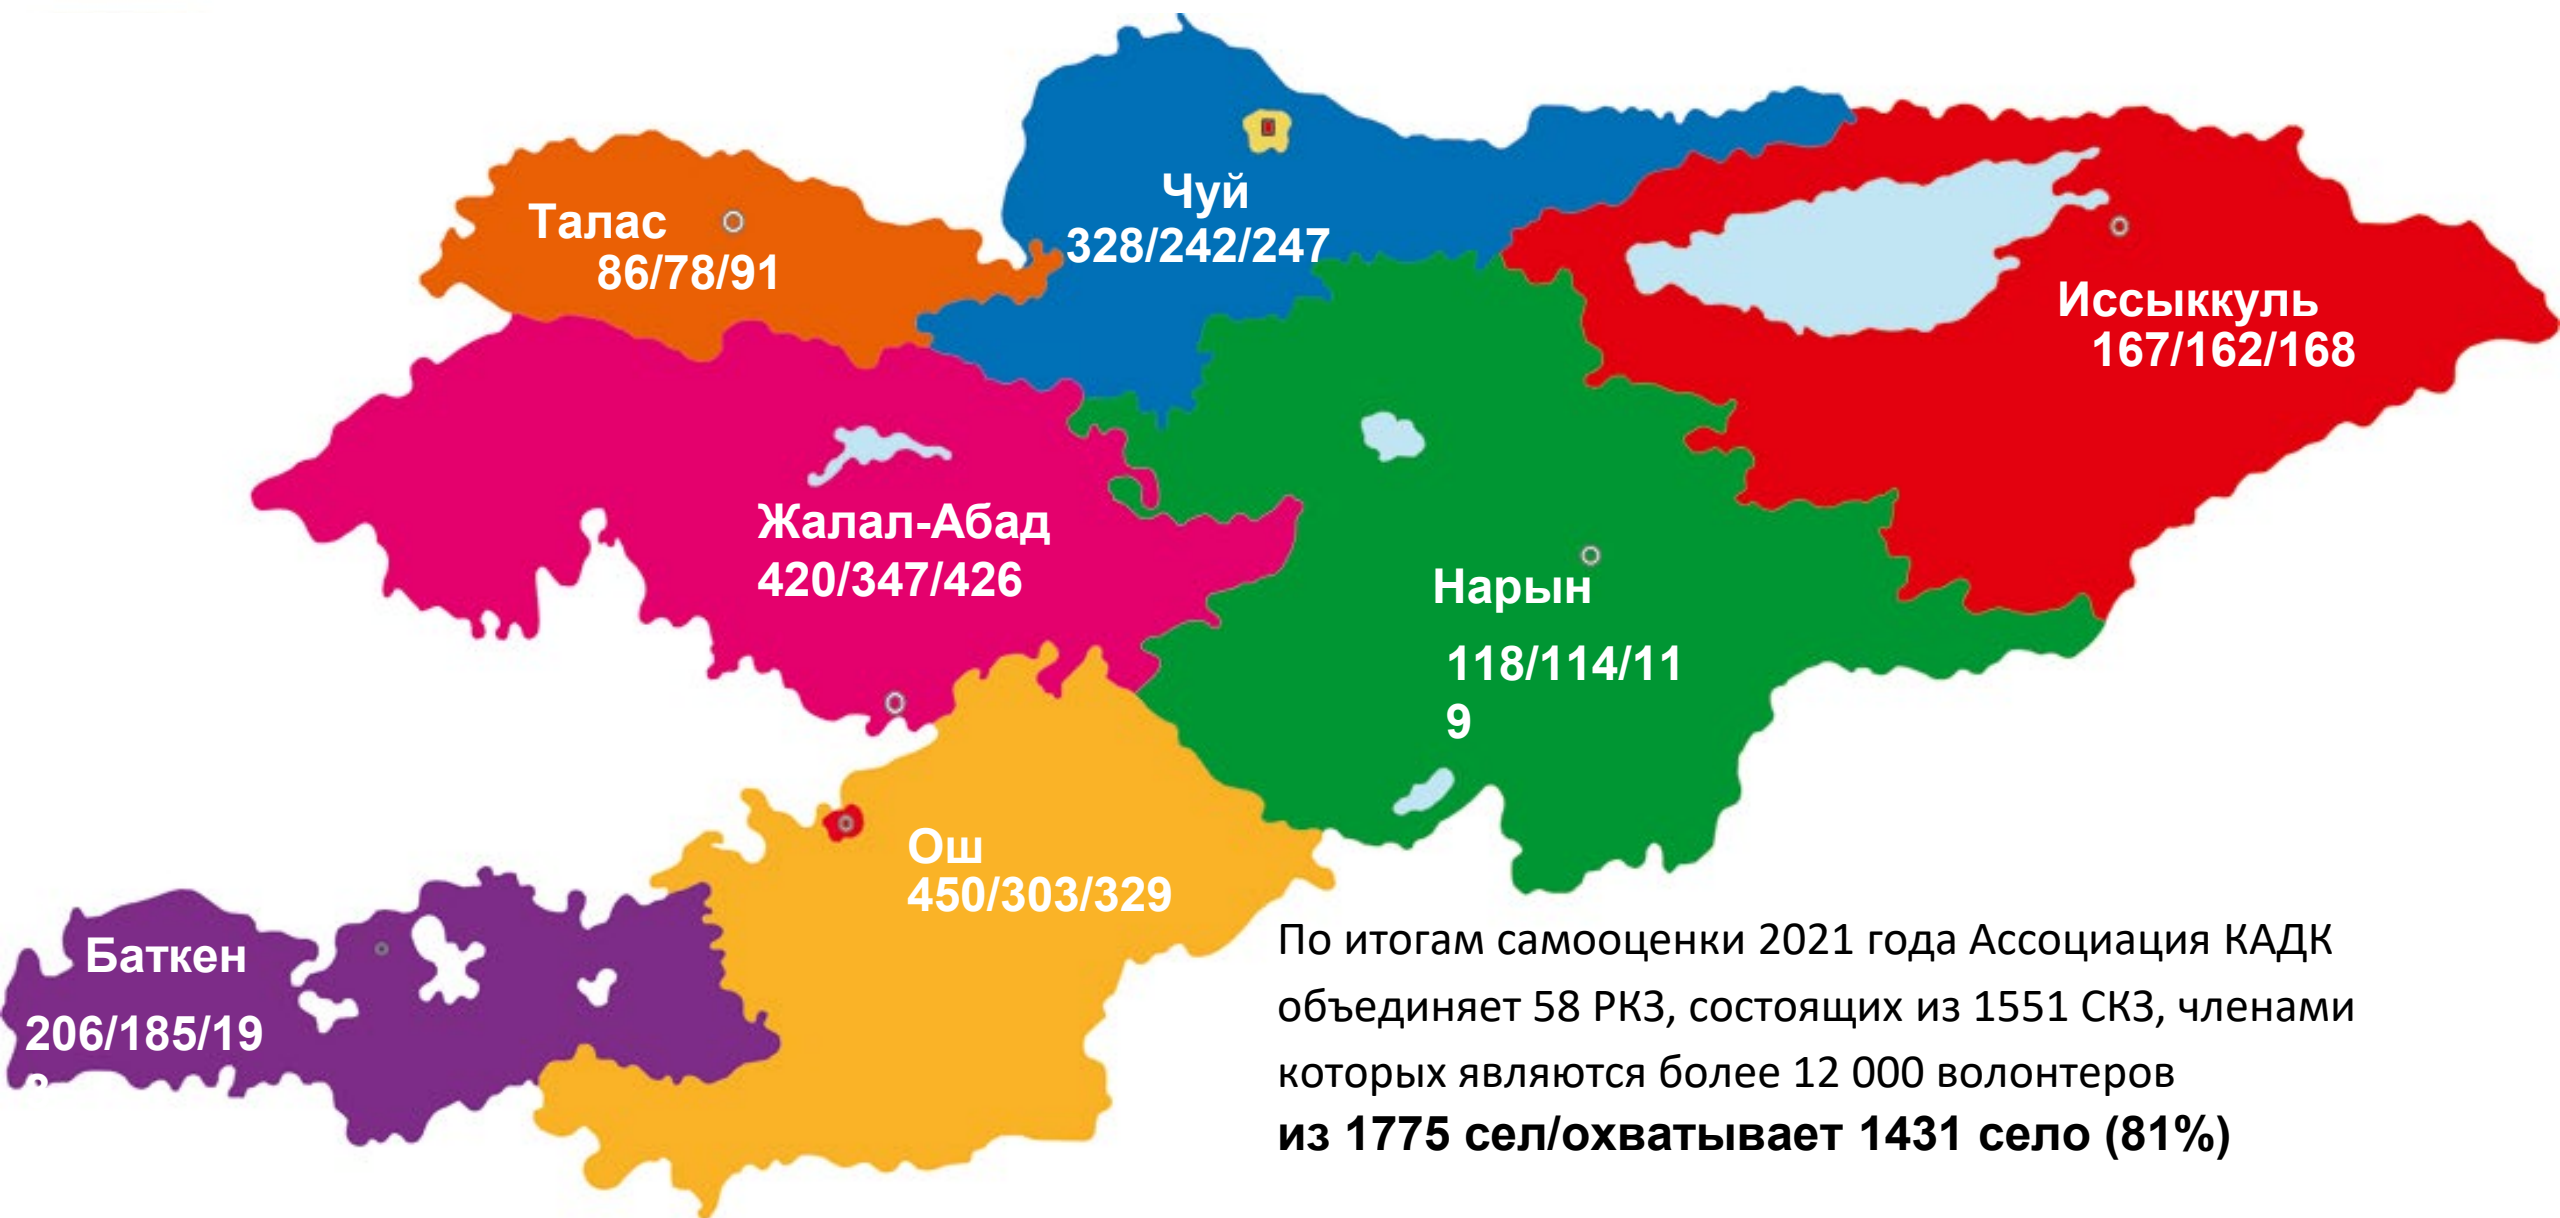 Чуй
328/242/247
Талас
86/78/91
Иссыккуль
167/162/168
Жалал-Абад
420/347/426
Нарын
118/114/11
9
Ош
450/303/329
Баткен
206/185/19
По итогам самооценки 2021 года Ассоциация КАДК
объединяет 58 РКЗ, состоящих из 1551 СКЗ, членами
которых являются более 12 000 волонтеров
из 1775 сел/охватывает 1431 село (81%)